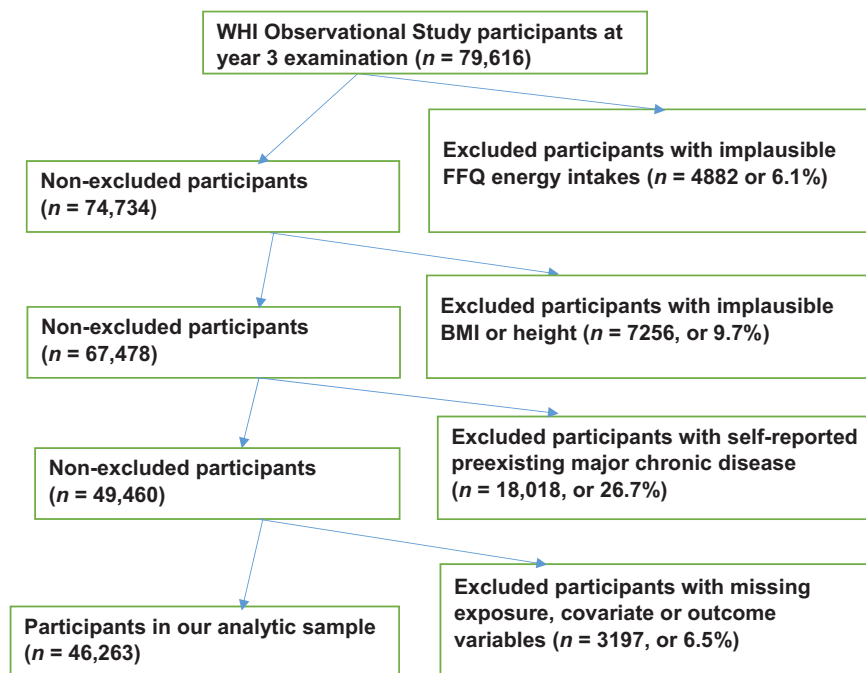 WHI Observational Study participants at
year 3 examination (n = 79,616)
Excluded participants with implausible
FFQ energy intakes (n = 4882 or 6.1%)
Non-excluded participants
(n = 74,734)
Excluded participants with implausible
BMI or height (n = 7256, or 9.7%)
Non-excluded participants
(n = 67,478)
Excluded participants with self-reported
preexisting major chronic disease
(n = 18,018, or 26.7%)
Non-excluded participants
(n = 49,460)
Excluded participants with missing
exposure, covariate or outcome
variables (n = 3197, or 6.5%)
Participants in our analytic sample
(n = 46,263)